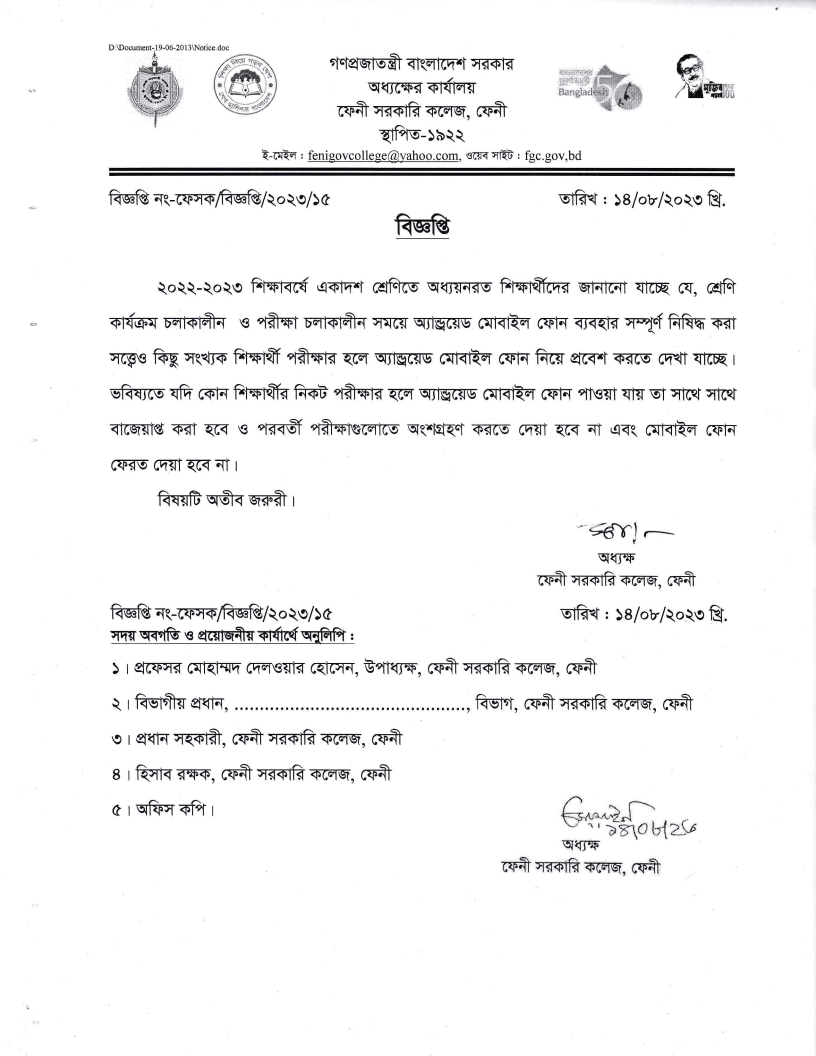 D:\Document-19-06-2013\Notice.doc
গণপ্রজাতন্ত্রী বাংলাদেশ সরকার
অধ্যক্ষের কার্যালয়
ফেনী সরকারি কলেজ, ফেনী
স্থাপিত-১৯২২
Bangladesh
ই-মেইল : fenigovcollege@yahoo.com, ওয়েব সাইট : fgc.gov,bd
বিজ্ঞপ্তি নং-ফেসক/বিজ্ঞপ্তি/২০২৩/১৫ তারিখ : ১৪/০৮/২০২৩ খ্রি.
বিজ্ঞপ্তি
২০২২-২০২৩ শিক্ষাবর্ষে একাদশ শ্রেণিতে অধ্যয়নরত শিক্ষার্থীদের জানানো যাচ্ছে যে, শ্রেণি
কার্যক্রম চলাকালীন ও পরীক্ষা চলাকালীন সময়ে অ্যান্ড্রয়েড মোবাইল ফোন ব্যবহার সম্পূর্ণ নিষিদ্ধ করা
সত্ত্বেও কিছু সংখ্যক শিক্ষার্থী পরীক্ষার হলে অ্যান্ড্রয়েড মোবাইল ফোন নিয়ে প্রবেশ করতে দেখা যাচ্ছে।
ভবিষ্যতে যদি কোন শিক্ষার্থীর নিকট পরীক্ষার হলে অ্যান্ড্রয়েড মোবাইল ফোন পাওয়া যায় তা সাথে সাথে
বাজেয়াপ্ত করা হবে ও পরবর্তী পরীক্ষাগুলোতে অংশগ্রহণ করতে দেয়া হবে না এবং মোবাইল ফোন
ফেরত দেয়া হবে না।
বিষয়টি অতীব জরুরী।
অধ্যক্ষ
ফেনী সরকারি কলেজ, ফেনী
বিজ্ঞপ্তি নং-ফেসক/বিজ্ঞপ্তি/২০২৩/১৫ তারিখ : ১৪/০৮/২০২৩ খ্রি.
সদয় অবগতি ও প্রয়োজনীয় কার্যার্থে অনুলিপি :
১। প্রফেসর মোহাম্মদ দেলওয়ার হোসেন, উপাধ্যক্ষ, ফেনী সরকারি কলেজ, ফেনী
২। বিভাগীয় প্রধান, ............................................., বিভাগ, ফেনী সরকারি কলেজ, ফেনী
৩। প্রধান সহকারী, ফেনী সরকারি কলেজ, ফেনী
৪। হিসাব রক্ষক, ফেনী সরকারি কলেজ, ফেনী
৫। অফিস কপি।
১৪/০৮/২৩
অধ্যক্ষ
ফেনী সরকারি কলেজ, ফেনী